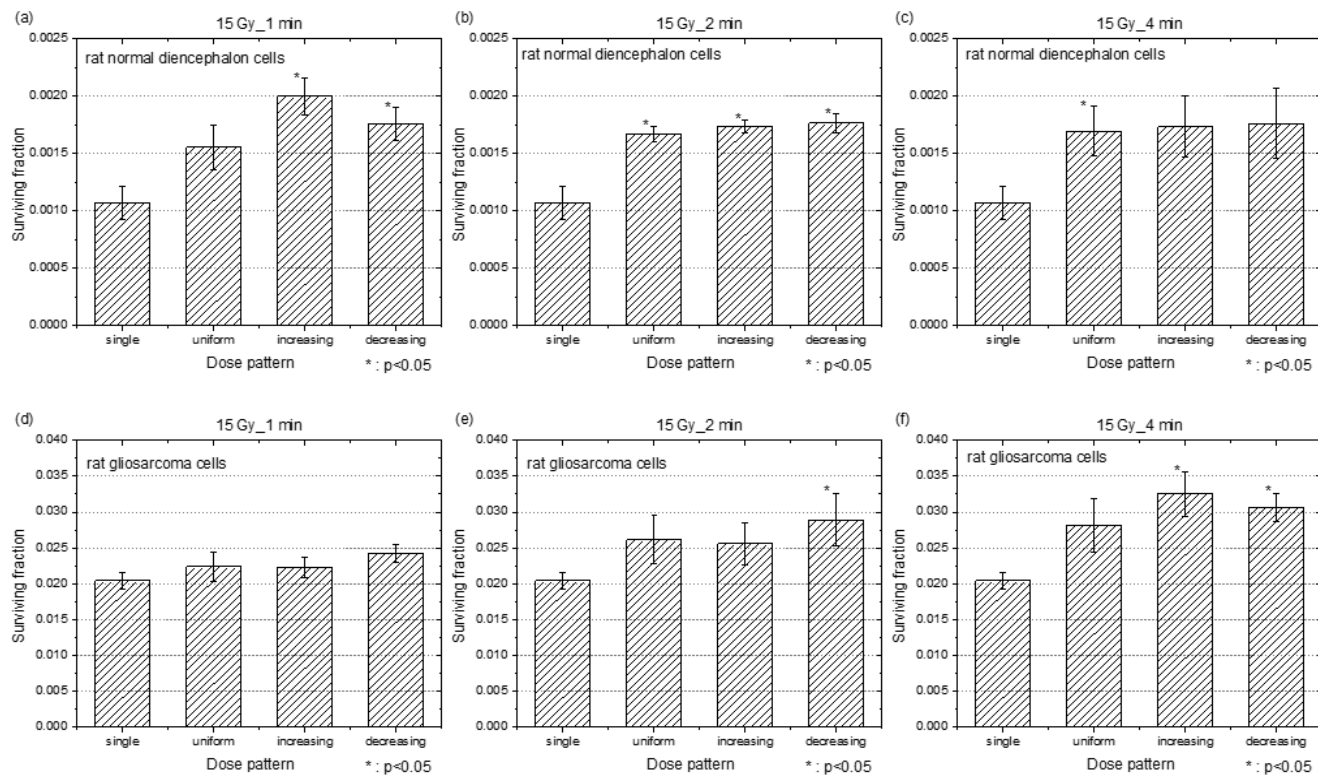 (a)
15 Gy_1 min
rat normal diencephalon cells
Surviving fraction
0.0025
0.0020
0.0015
0.0010
0.0005
0.0000
*
*
single uniform increasing decreasing
Dose pattern
* : p<0.05
(b)
15 Gy_2 min
rat normal diencephalon cells
Surviving fraction
0.0025
0.0020
0.0015
0.0010
0.0005
0.0000
*
*
*
single uniform increasing decreasing
Dose pattern
* : p<0.05
(c)
15 Gy_4 min
rat normal diencephalon cells
Surviving fraction
0.0025
0.0020
0.0015
0.0010
0.0005
0.0000
*
single uniform increasing decreasing
Dose pattern
* : p<0.05
(d)
15 Gy_1 min
rat gliosarcoma cells
Surviving fraction
0.040
0.035
0.030
0.025
0.020
0.015
0.010
0.005
0.000
single uniform increasing decreasing
Dose pattern
* : p<0.05
(e)
15 Gy_2 min
rat gliosarcoma cells
Surviving fraction
0.040
0.035
0.030
0.025
0.020
0.015
0.010
0.005
0.000
*
single uniform increasing decreasing
Dose pattern
* : p<0.05
(f)
15 Gy_4 min
rat gliosarcoma cells
Surviving fraction
0.040
0.035
0.030
0.025
0.020
0.015
0.010
0.005
0.000
*
*
single uniform increasing decreasing
Dose pattern
* : p<0.05